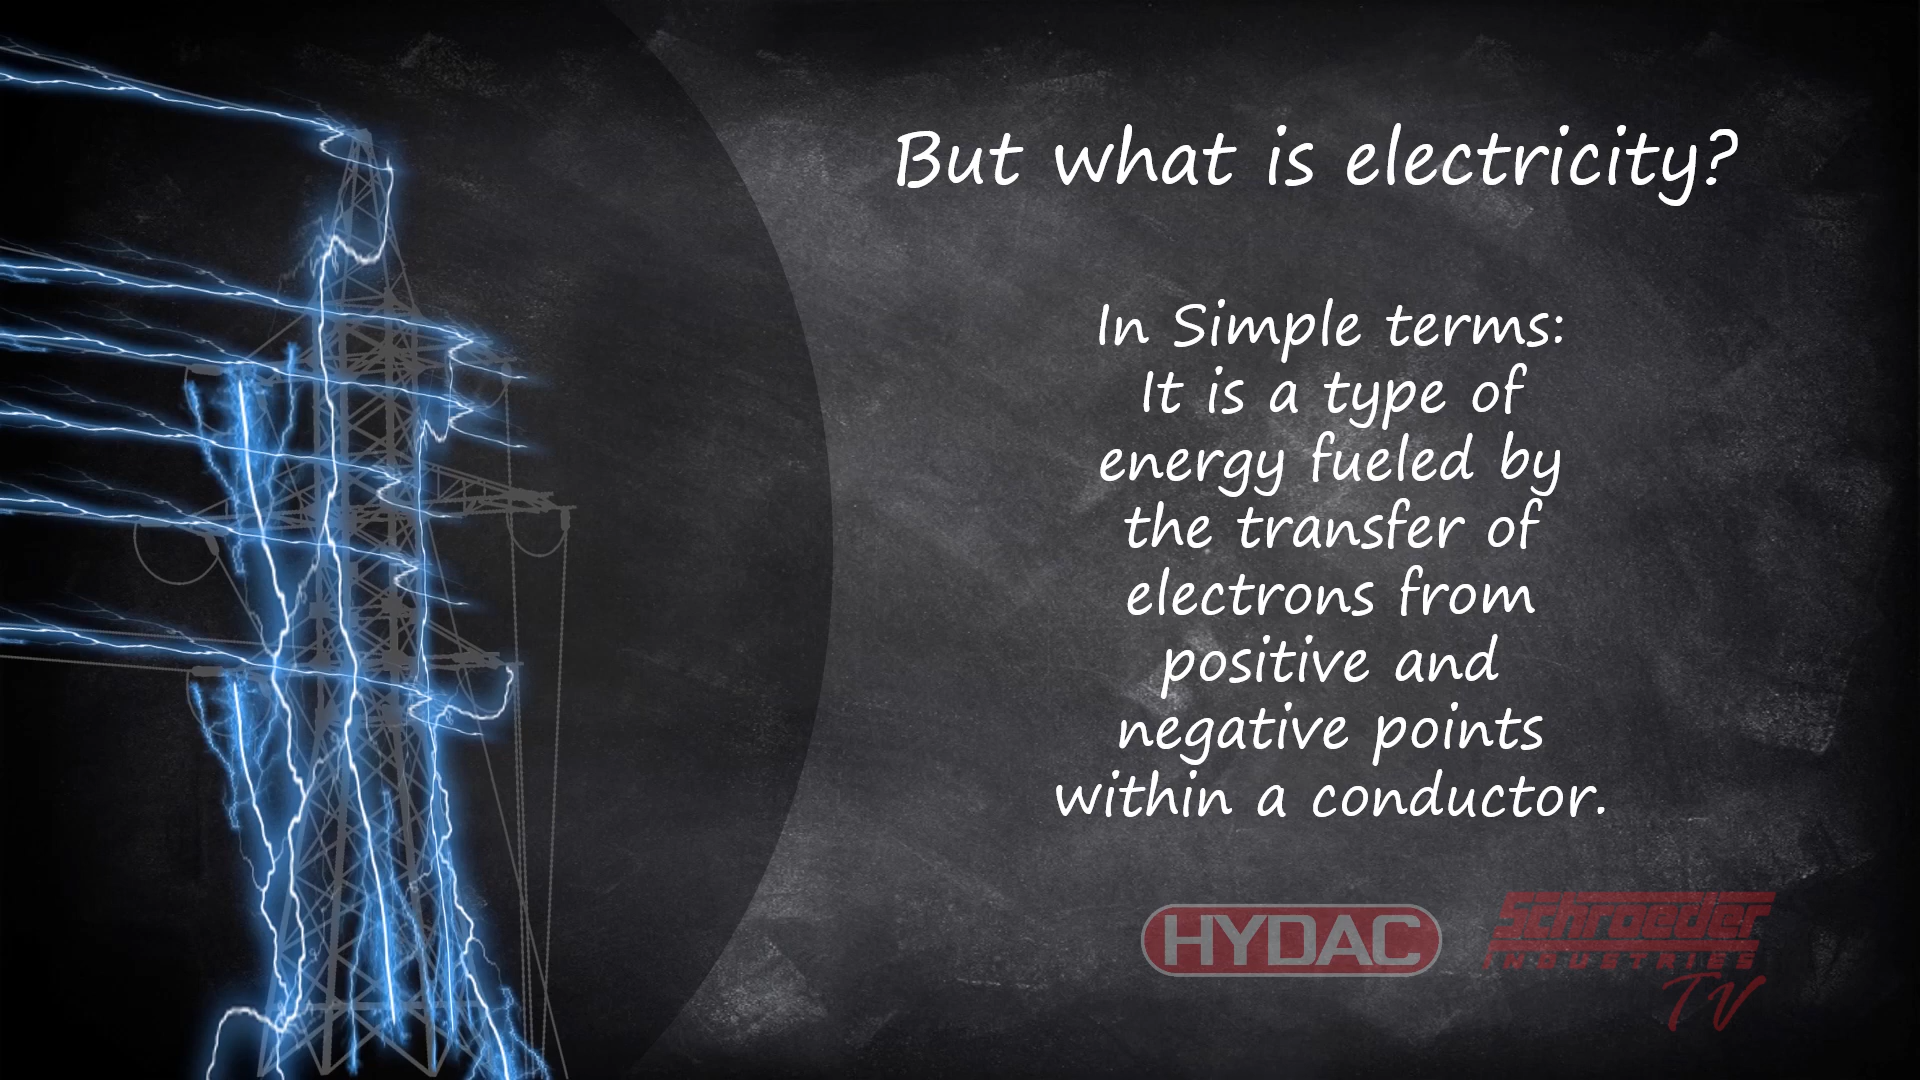 But what is electricity?
In Simple terms:
It is a type of
energy fueled by
the transfer of
electrons from
positive and
negative points
within a conductor.
HYDAC
Schroeder
INDUSTRIES
TV